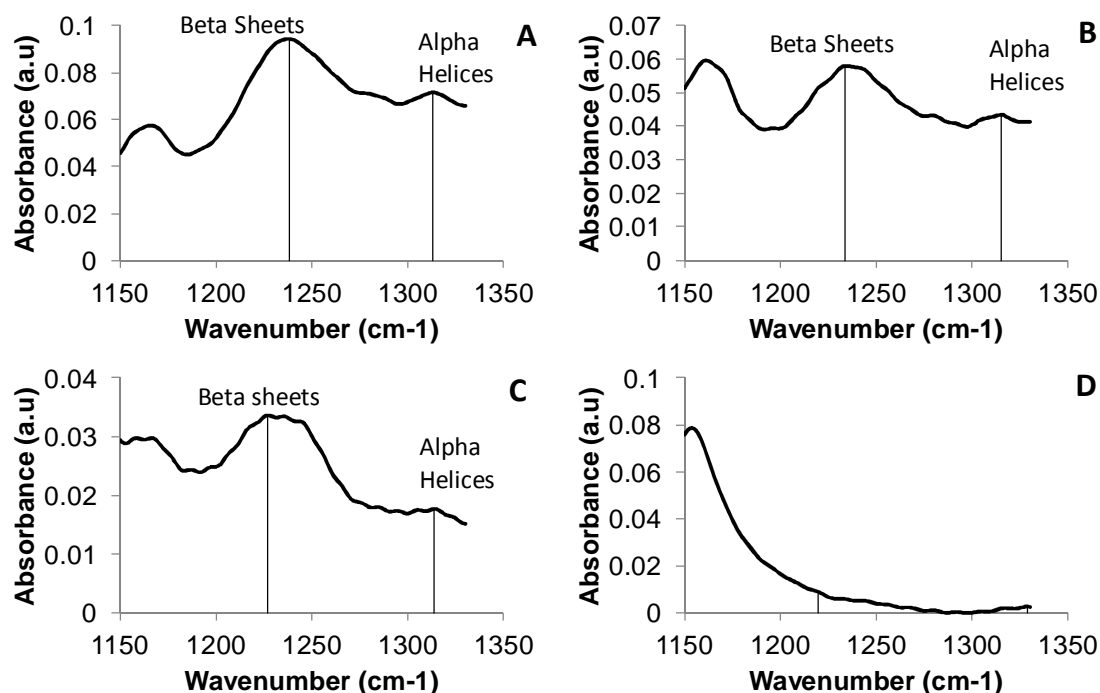 Beta Sheets
Alpha
Helices
A
0.1
0.08
0.06
0.04
0.02
0
1150 1200 1250 1300 1350
Absorbance (a.u)
Wavenumber (cm-1)
Beta Sheets
Alpha
Helices
B
0.07
0.06
0.05
0.04
0.03
0.02
0.01
0
1150 1200 1250 1300 1350
Absorbance (a.u)
Wavenumber (cm-1)
Beta sheets
Alpha
Helices
C
0.04
0.03
0.02
0.01
0
1150 1200 1250 1300 1350
Absorbance (a.u)
Wavenumber (cm-1)
D
0.1
0.08
0.06
0.04
0.02
0
1150 1200 1250 1300 1350
Absorbance (a.u)
Wavenumber (cm-1)